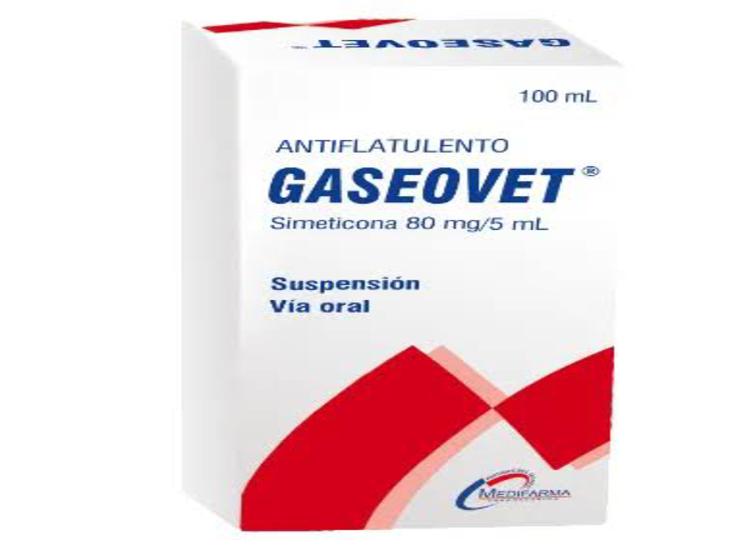 GASEOVET
100 mL
ANTIFLATULENTO
GASEOVET®
Simeticona 80 mg/5 mL
Suspensión
Vía oral
MEDIFARMA